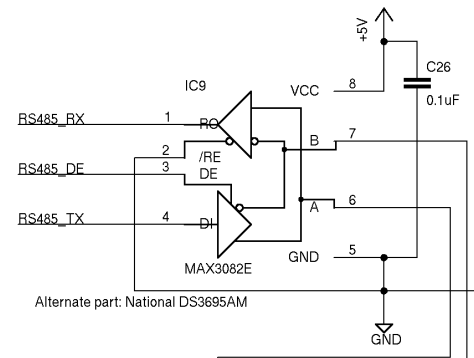 +5V
C26
0.1uF
IC9
VCC 8
RS485_RX 1 RO
B 7
2 /RE
RS485_DE 3 DE
A 6
RS485_TX 4 DI
GND 5
MAX3082E
Alternate part: National DS3695AM
GND